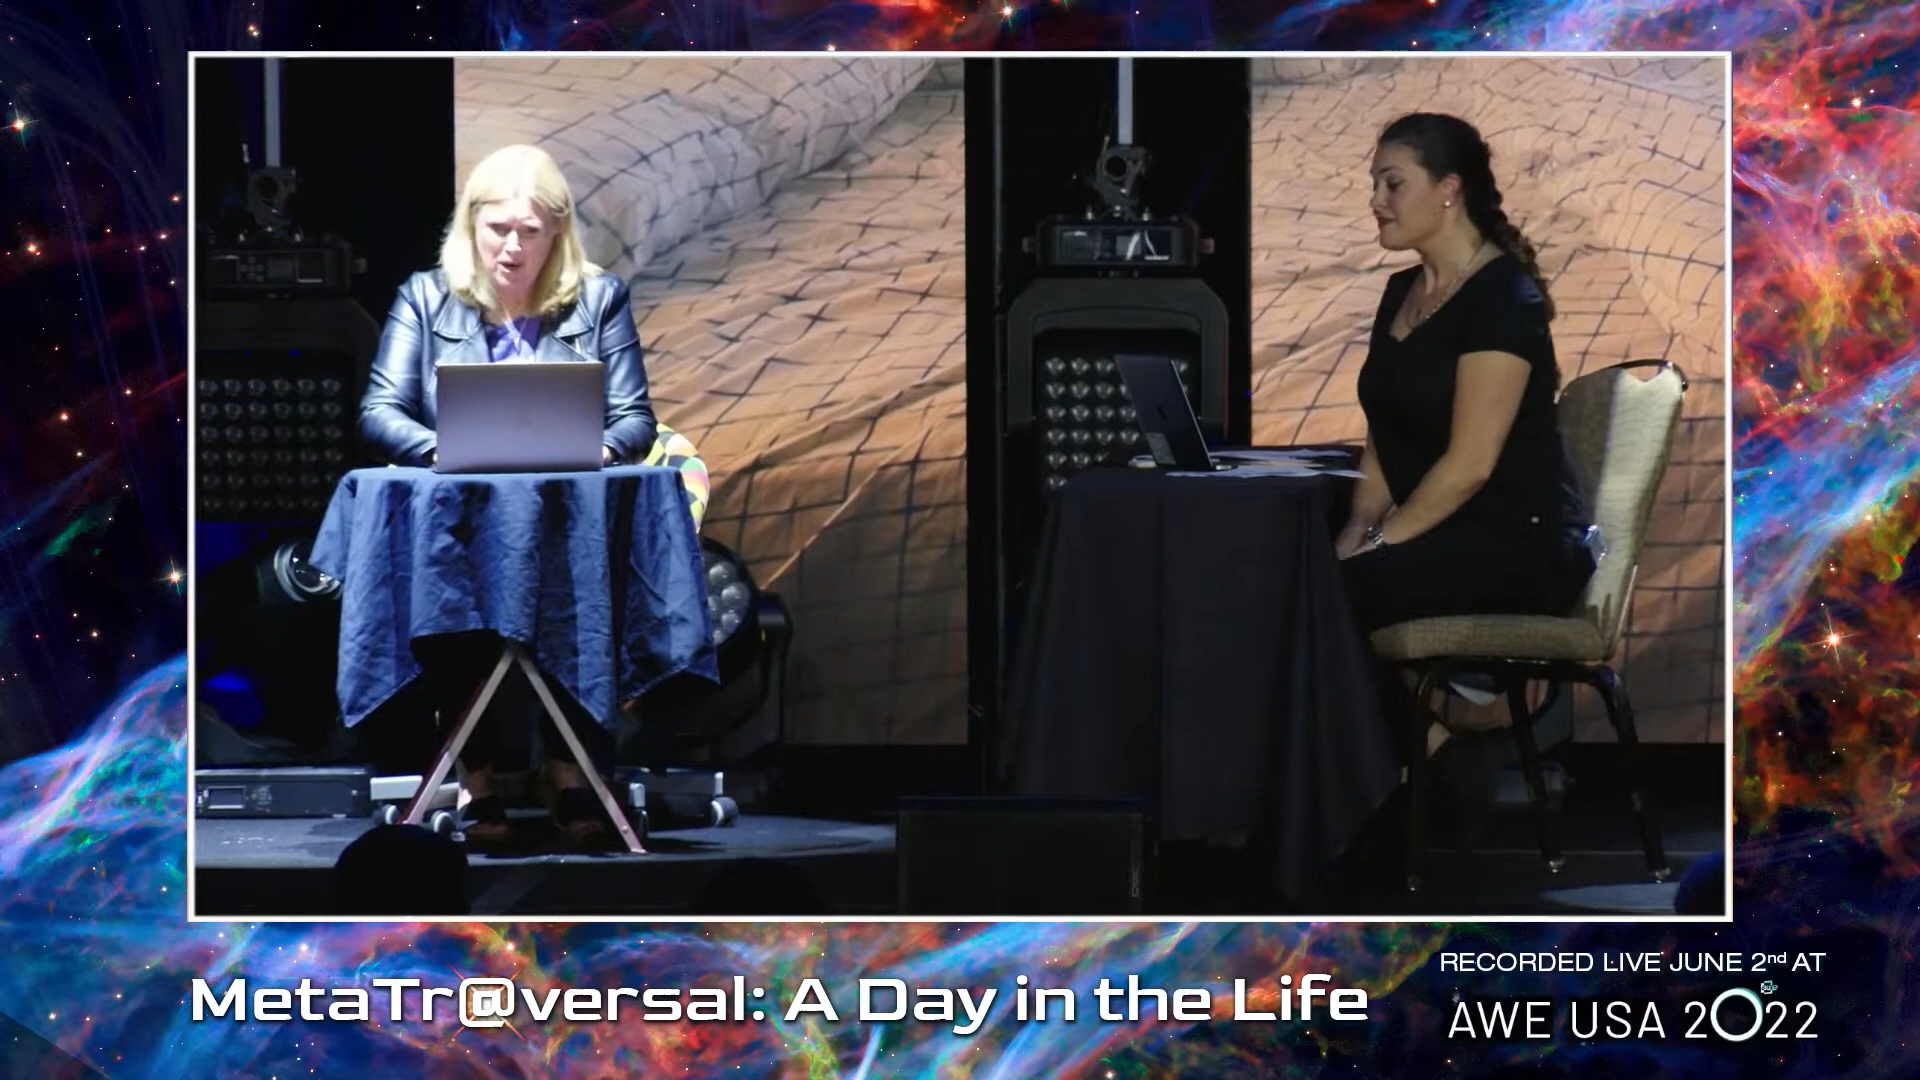 MetaTr@versal: A Day in the Life
RECORDED LIVE JUNE 2nd AT
AWE USA 2022